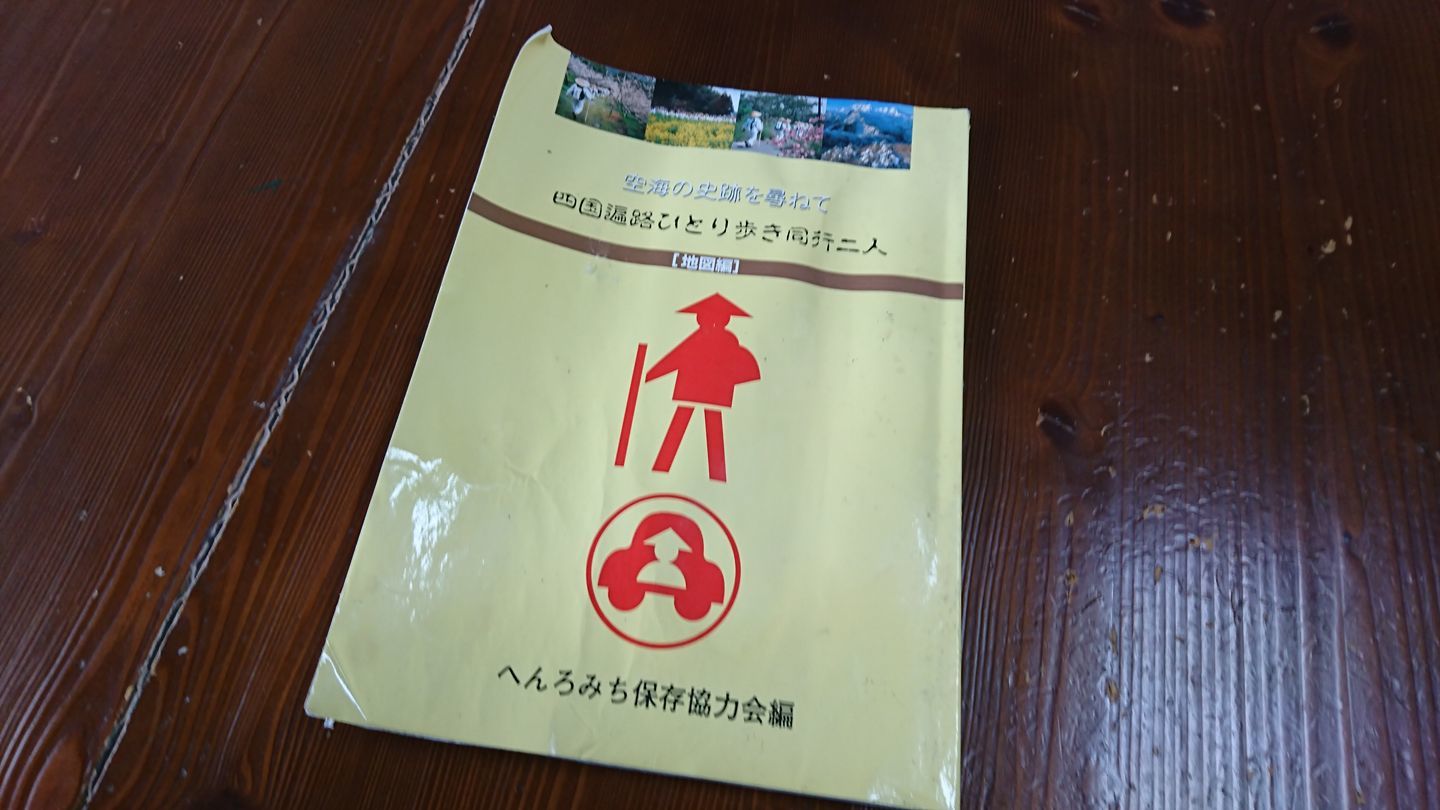 空海の史跡を尋ねて
四国遍路ひとり歩き同行二人
[地図編]
へんろみち保存協力会編